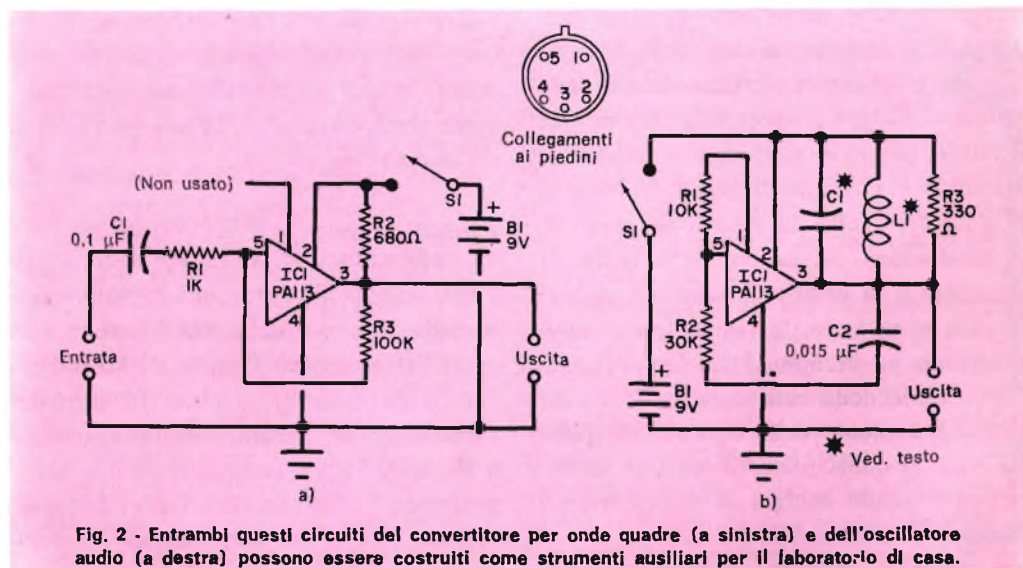 5 1
4 3 2
Collegamenti
ai piedini
(Non usato)
C1
0,1 µF
R1
1K
5
1
2
IC1
PA113
3
4
R2
680Ω
R3
100K
S1
+
B1
9V
Entrata
Uscita
a)
S1
R1
10K
5
1
2
IC1
PA113
3
4
R2
30K
C1
L1
R3
330
Ω
C2
0,015 µF
+
B1
9V
Uscita
✷ Ved. testo
b)
Fig. 2 - Entrambi questi circuiti del convertitore per onde quadre (a sinistra) e dell'oscillatore
audio (a destra) possono essere costruiti come strumenti ausiliari per il laboratorio di casa.